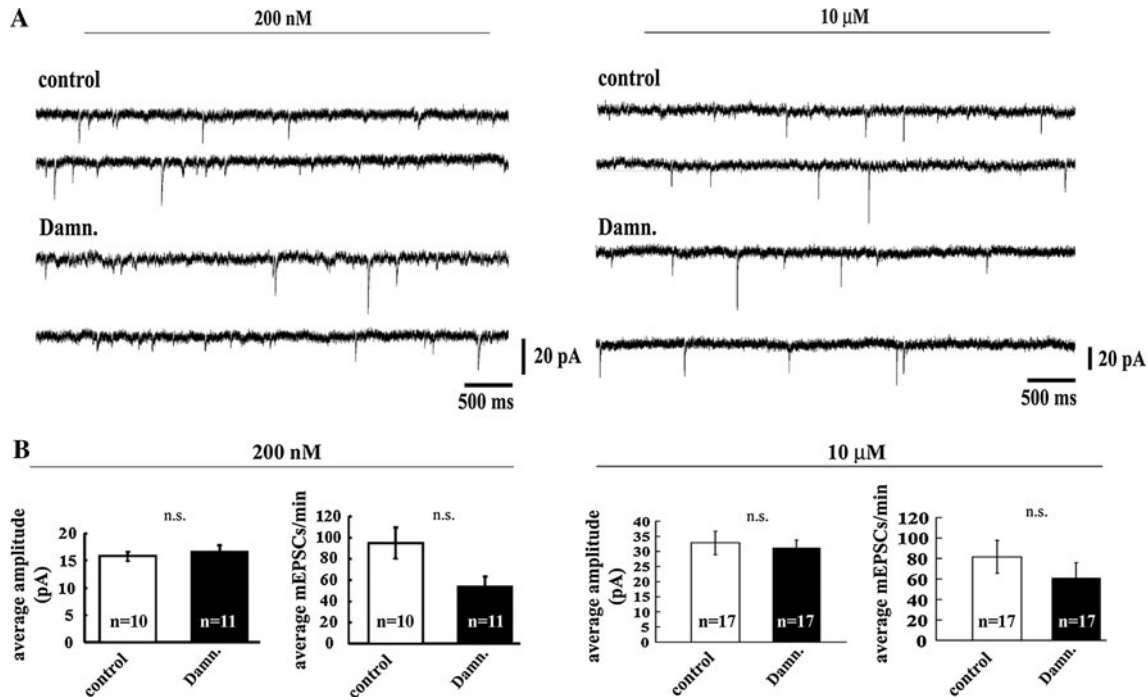 A
200 nM
10 µM
control
control
Damn.
Damn.
20 pA
500 ms
20 pA
500 ms
B
200 nM
10 µM
average amplitude
(pA)
20
15
10
5
0
n.s.
n=10
n=11
control
Damn.
average mEPSCs/min
120
100
80
60
40
20
0
n.s.
n=10
n=11
control
Damn.
average amplitude
(pA)
40
35
30
25
20
15
10
5
0
n.s.
n=17
n=17
control
Damn.
average mEPSCs/min
120
100
80
60
40
20
0
n.s.
n=17
n=17
control
Damn.